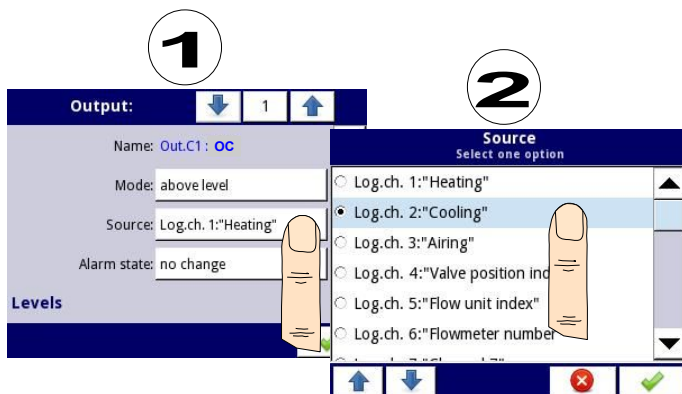 1
Output:
1
Name: Out.C1 : OC
Mode: above level
Source: Log.ch. 1:"Heating"
Alarm state: no change
Levels
2
Source
Select one option
Log.ch. 1:"Heating"
Log.ch. 2:"Cooling"
Log.ch. 3:"Airing"
Log.ch. 4:"Valve position ind
Log.ch. 5:"Flow unit index"
Log.ch. 6:"Flowmeter number